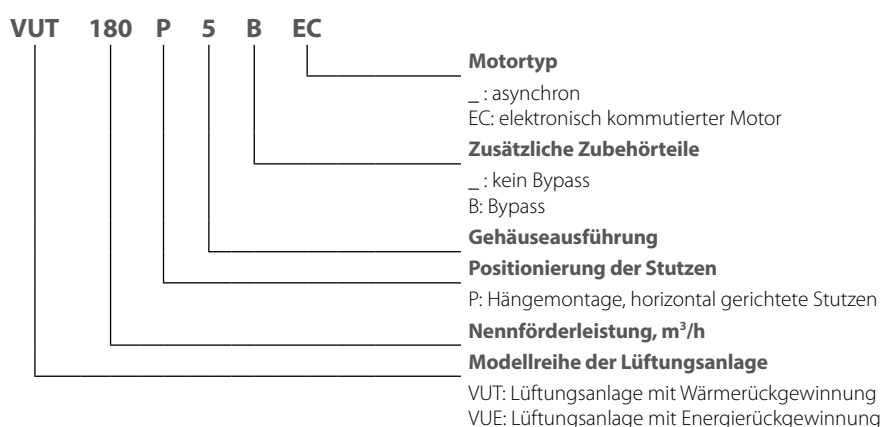 VUT 180 P 5 B EC
Motortyp
_ : asynchron
EC: elektronisch kommutierter Motor
Zusätzliche Zubehörteile
_ : kein Bypass
B: Bypass
Gehäuseausführung
Positionierung der Stutzen
P: Hängemontage, horizontal gerichtete Stutzen
Nennförderleistung, m³/h
Modellreihe der Lüftungsanlage
VUT: Lüftungsanlage mit Wärmerückgewinnung
VUE: Lüftungsanlage mit Energierückgewinnung